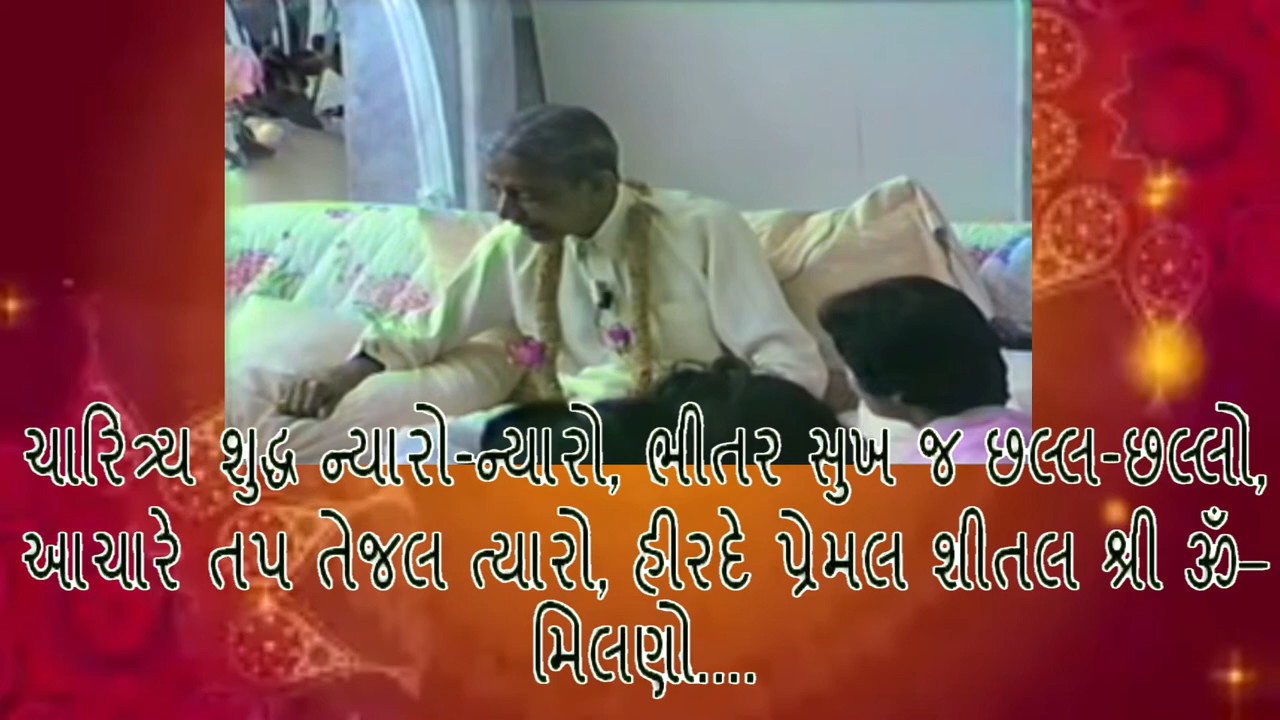 ચારિત્ર્ય શુદ્ધ ન્યારો-ન્યારો, ભીતર સુખ જ છલ્લ-છલ્લો,
આચારે તપ તેજલ ત્યારો, હીરદે પ્રેમલ શીતલ શ્રી ૐ–
મિલણો....